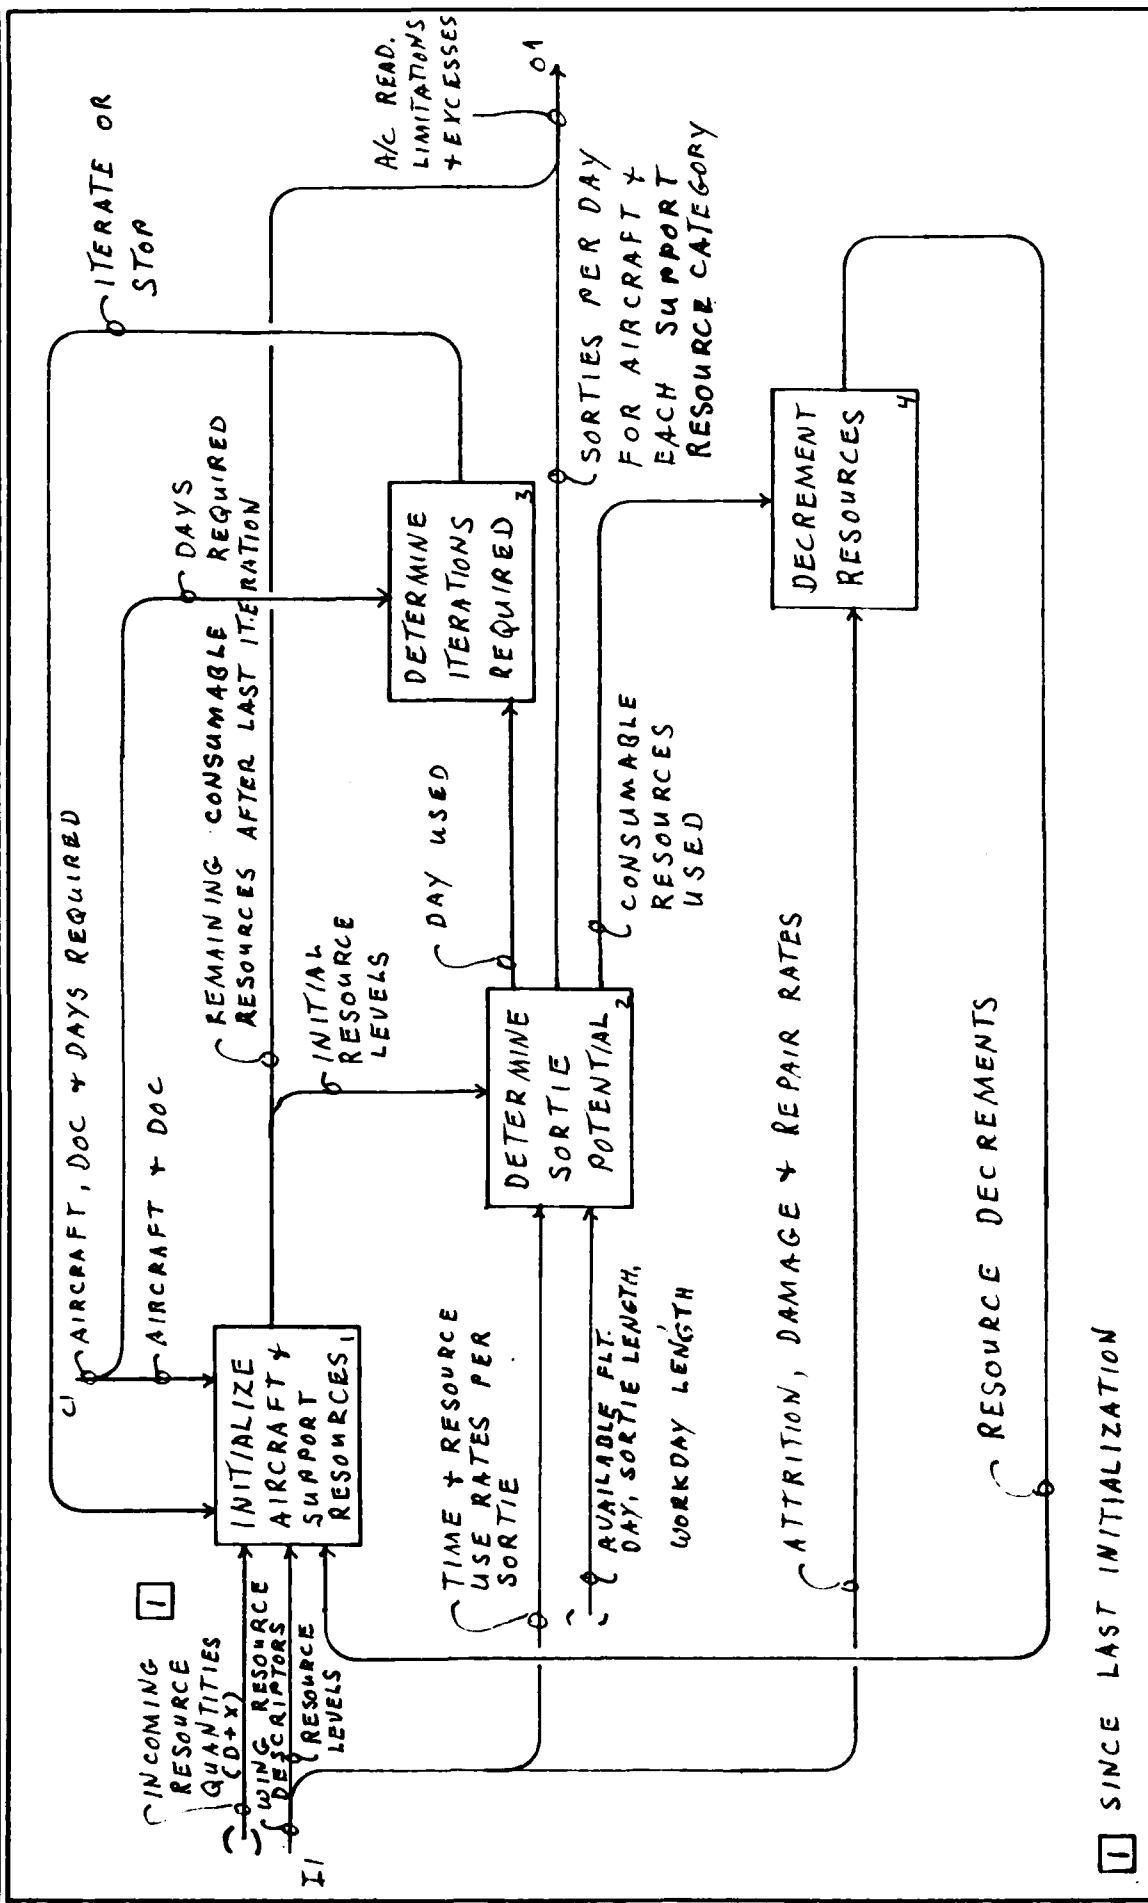 C1
AIRCRAFT, DOC + DAYS REQUIRED
AIRCRAFT + DOC
ITERATE OR
STOP
DAYS
REQUIRED
REMAINING CONSUMABLE
RESOURCES AFTER LAST ITERATION
A/C READ.
LIMITATIONS
+ EXCESSES
O1
INCOMING
RESOURCE
QUANTITIES
(D+X)
1
WING RESOURCE
DESCRIPTORS
RESOURCE
LEVELS
I1
INITIALIZE
AIRCRAFT +
SUPPORT
RESOURCES
1
INITIAL
RESOURCE
LEVELS
DETERMINE
ITERATIONS
REQUIRED
3
DAY USED
TIME + RESOURCE
USE RATES PER
SORTIE
AVAILABLE FLT.
DAY, SORTIE LENGTH,
WORKDAY LENGTH
DETERMINE
SORTIE
POTENTIAL
2
SORTIES PER DAY
FOR AIRCRAFT +
EACH SUPPORT
RESOURCE CATEGORY
CONSUMABLE
RESOURCES
USED
DECREMENT
RESOURCES
4
ATTRITION, DAMAGE + REPAIR RATES
RESOURCE DECREMENTS
1 SINCE LAST INITIALIZATION